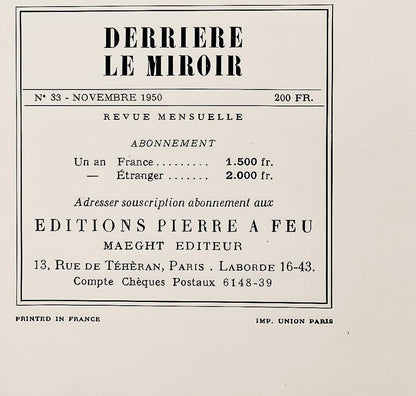 DERRIERE
LE MIROIR
N° 33 - NOVEMBRE 1950 200 FR.
REVUE MENSUELLE
ABONNEMENT
Un an France......... 1.500 fr.
— Étranger ....... 2.000 fr.
Adresser souscription abonnement aux
EDITIONS PIERRE A FEU
MAEGHT EDITEUR
13, RUE DE TÉHÈRAN, PARIS . LABORDE 16-43.
Compte Chèques Postaux 6148-39
PRINTED IN FRANCE IMP. UNION PARIS